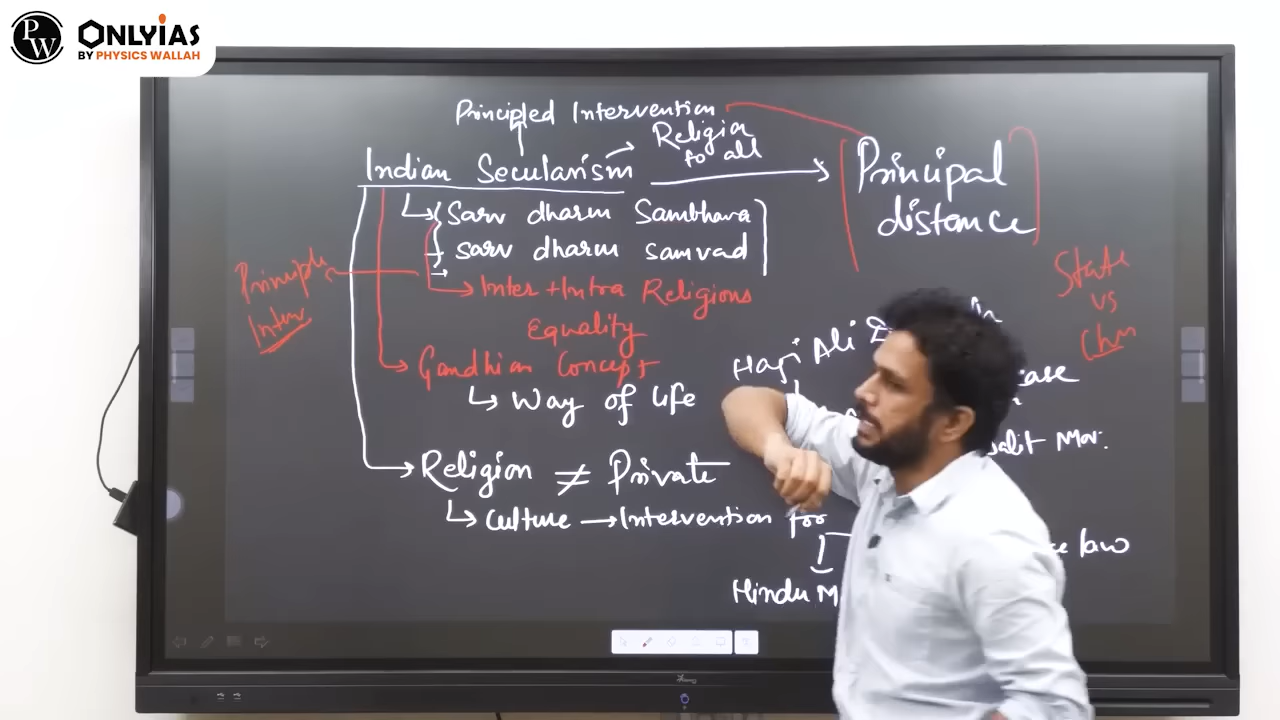 PW
ONLYIAS
BY PHYSICS WALLAH
Principled Intervention
Religion
to all
Indian Secularism
Principal
distance
Sarv dharm Sambhava
Sarv dharm samvad
Inter + Intra Religions
Equality
Principle
Inter
State
vs
Gandhian Concept
Way of life
Haji Ali
Religion ≠ Private
Culture → Intervention for
law
Hindu M